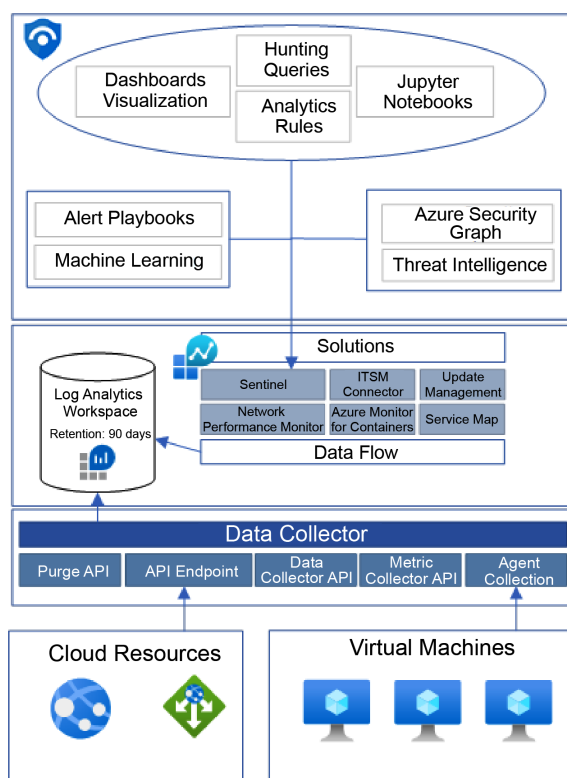 Dashboards
Visualization
Hunting
Queries
Analytics
Rules
Jupyter
Notebooks
Alert Playbooks
Machine Learning
Azure Security
Graph
Threat Intelligence
Log Analytics
Workspace
Retention: 90 days
Solutions
Sentinel
ITSM
Connector
Update
Management
Network
Performance Monitor
Azure Monitor
for Containers
Service Map
Data Flow
Data Collector
Purge API
API Endpoint
Data
Collector API
Metric
Collector API
Agent
Collection
Cloud Resources
Virtual Machines